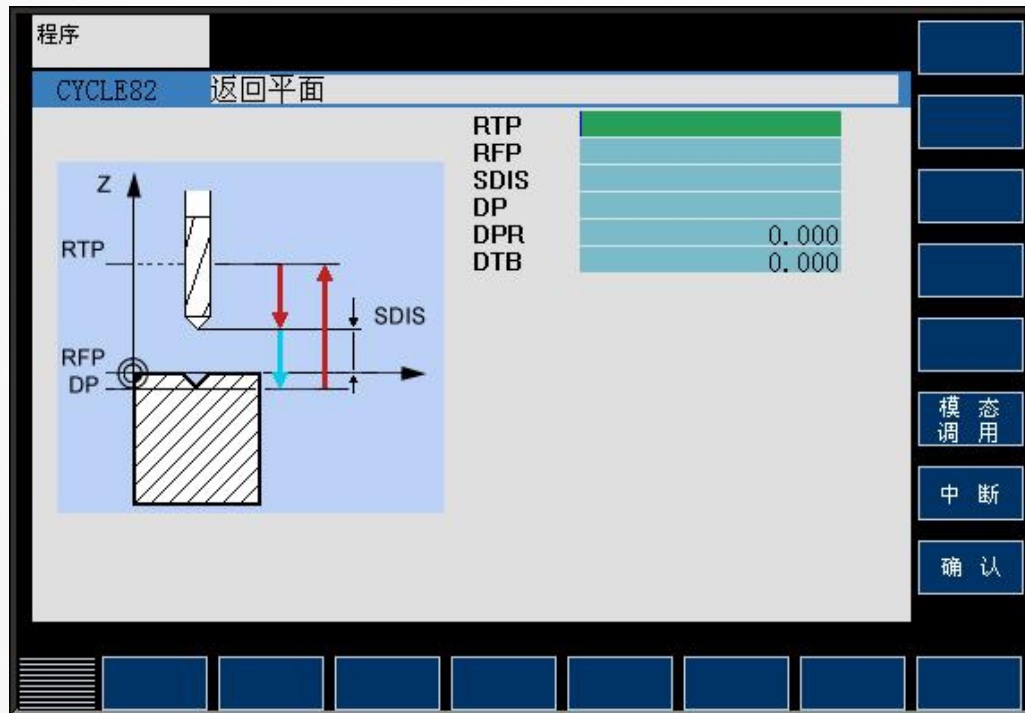 程序
CYCLE82 返回平面
RTP
RFP
SDIS
DP
DPR 0.000
DTB 0.000
Z
RTP
SDIS
RFP
DP
模态
调用
中断
确认